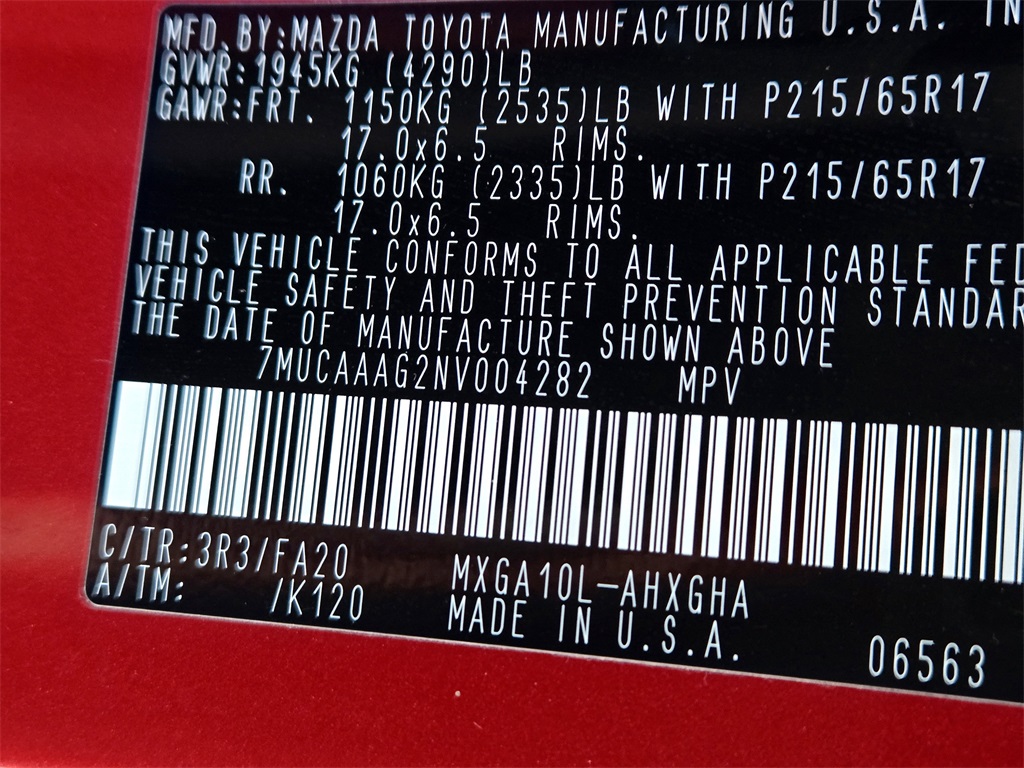 MFD.BY:MAZDA TOYOTA MANUFACTURING U.S.A. IN
GVWR:1945KG (4290)LB
GAWR:FRT. 1150KG (2535)LB WITH P215/65R17
17.0x6.5 RIMS.
RR. 1060KG (2335)LB WITH P215/65R17
17.0x6.5 RIMS.
THIS VEHICLE CONFORMS TO ALL APPLICABLE FED
VEHICLE SAFETY AND THEFT PREVENTION STANDAR
THE DATE OF MANUFACTURE SHOWN ABOVE
7MUCAAAG2NV004282 MPV
C/TR:3R3/FA20 MXGA10L-AHXGHA
A/TM: /K120 MADE IN U.S.A.
06563